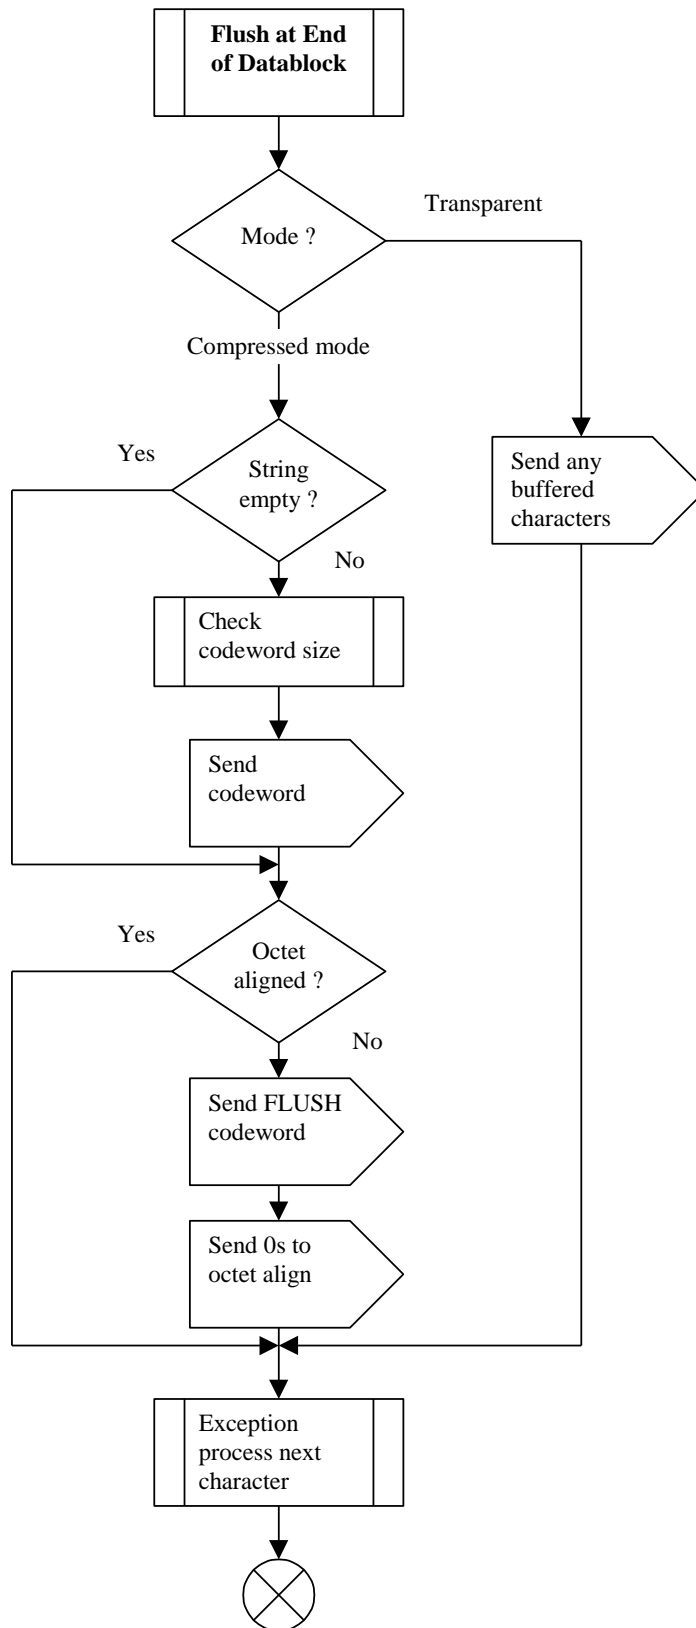 Flush at End
of Datablock
Transparent
Mode ?
Compressed mode
Yes
String
empty ?
Send any
buffered
characters
No
Check
codeword size
Send
codeword
Yes
Octet
aligned ?
No
Send FLUSH
codeword
Send 0s to
octet align
Exception
process next
character